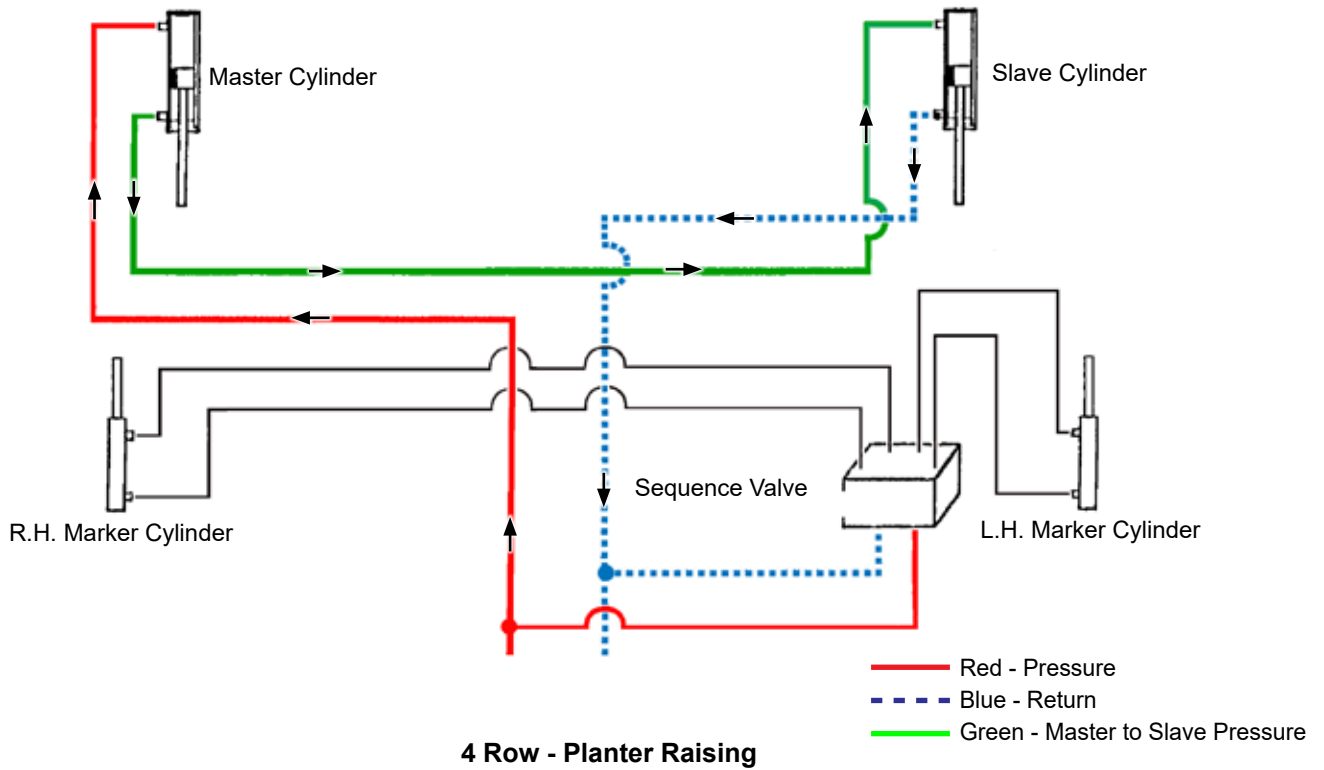 Master Cylinder
Slave Cylinder
Sequence Valve
R.H. Marker Cylinder
L.H. Marker Cylinder
Red - Pressure
Blue - Return
Green - Master to Slave Pressure
4 Row - Planter Raising